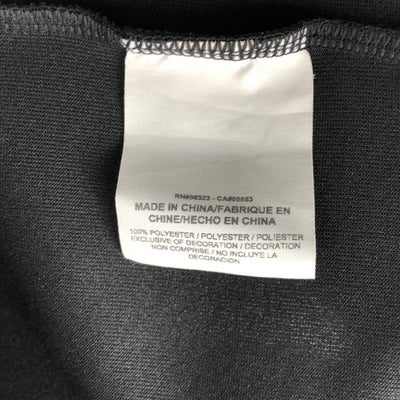 RN#56323 - CA#05553
MADE IN CHINA/FABRIQUE EN
CHINE/HECHO EN CHINA
100% POLYESTER / POLYESTER / POLIESTER
EXCLUSIVE OF DECORATION / DECORATION
NON COMPRISE / NO INCLUYE LA
DECORACION